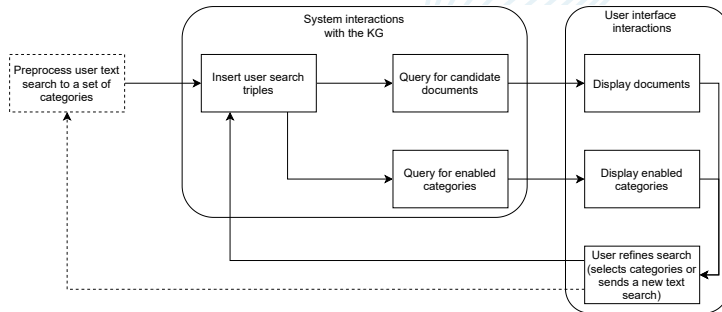 System interactions
with the KG
User interface
interactions
Preprocess user text
search to a set of
categories
Insert user search
triples
Query for candidate
documents
Display documents
Query for enabled
categories
Display enabled
categories
User refines search
(selects categories or
sends a new text
search)